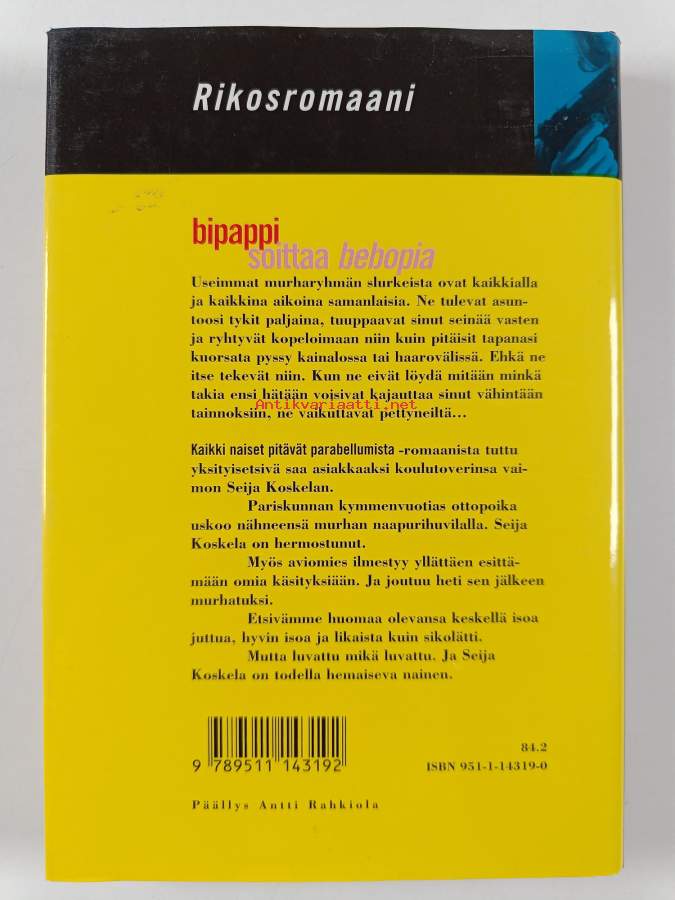 Rikosromaani
bipappi
soittaa bebopia
Useimmat murharyhmän slurkeista ovat kaikkialla
ja kaikkina aikoina samanlaisia. Ne tulevat asun-
toosi tykit paljaina, tuuppaavat sinut seinää vasten
ja ryhtyvät kopeloimaan niin kuin pitäisit tapanasi
kuorsata pyssy kainalossa tai haarovälissä. Ehkä ne
itse tekevät niin. Kun ne eivät löydä mitään minkä
takia ensi hätään voisivat kajauttaa sinut vähintään
Antikvariaatti.net
tainnoksiin, ne vaikuttavat pettyneiltä...
Kaikki naiset pitävät parabellumista -romaanista tuttu
yksityisetsivä saa asiakkaaksi koulutoverinsa vai-
mon Seija Koskelan.
Pariskunnan kymmenvuotias ottopoika
uskoo nähneensä murhan naapurihuvilalla. Seija
Koskela on hermostunut.
Myös aviomies ilmestyy yllättäen esittä-
mään omia käsityksiään. Ja joutuu heti sen jälkeen
murhatuksi.
Etsivämme huomaa olevansa keskellä isoa
juttua, hyvin isoa ja likaista kuin sikolätti.
Mutta luvattu mikä luvattu. Ja Seija
Koskela on todella hemaiseva nainen.
84.2
9 789511 143192
ISBN 951-1-14319-0
Päällys Antti Rahkiola